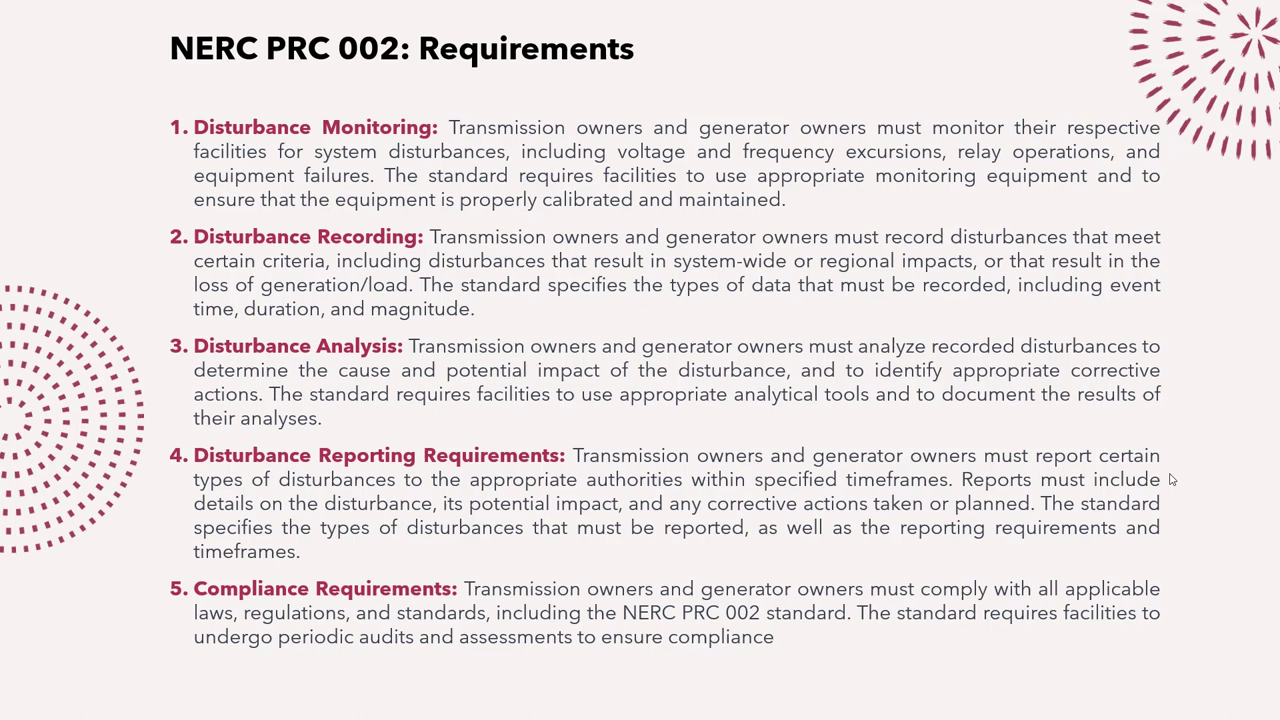 NERC PRC 002: Requirements
1. Disturbance Monitoring: Transmission owners and generator owners must monitor their respective
facilities for system disturbances, including voltage and frequency excursions, relay operations, and
equipment failures. The standard requires facilities to use appropriate monitoring equipment and to
ensure that the equipment is properly calibrated and maintained.
2. Disturbance Recording: Transmission owners and generator owners must record disturbances that meet
certain criteria, including disturbances that result in system-wide or regional impacts, or that result in the
loss of generation/load. The standard specifies the types of data that must be recorded, including event
time, duration, and magnitude.
3. Disturbance Analysis: Transmission owners and generator owners must analyze recorded disturbances to
determine the cause and potential impact of the disturbance, and to identify appropriate corrective
actions. The standard requires facilities to use appropriate analytical tools and to document the results of
their analyses.
4. Disturbance Reporting Requirements: Transmission owners and generator owners must report certain
types of disturbances to the appropriate authorities within specified timeframes. Reports must include
details on the disturbance, its potential impact, and any corrective actions taken or planned. The standard
specifies the types of disturbances that must be reported, as well as the reporting requirements and
timeframes.
5. Compliance Requirements: Transmission owners and generator owners must comply with all applicable
laws, regulations, and standards, including the NERC PRC 002 standard. The standard requires facilities to
undergo periodic audits and assessments to ensure compliance